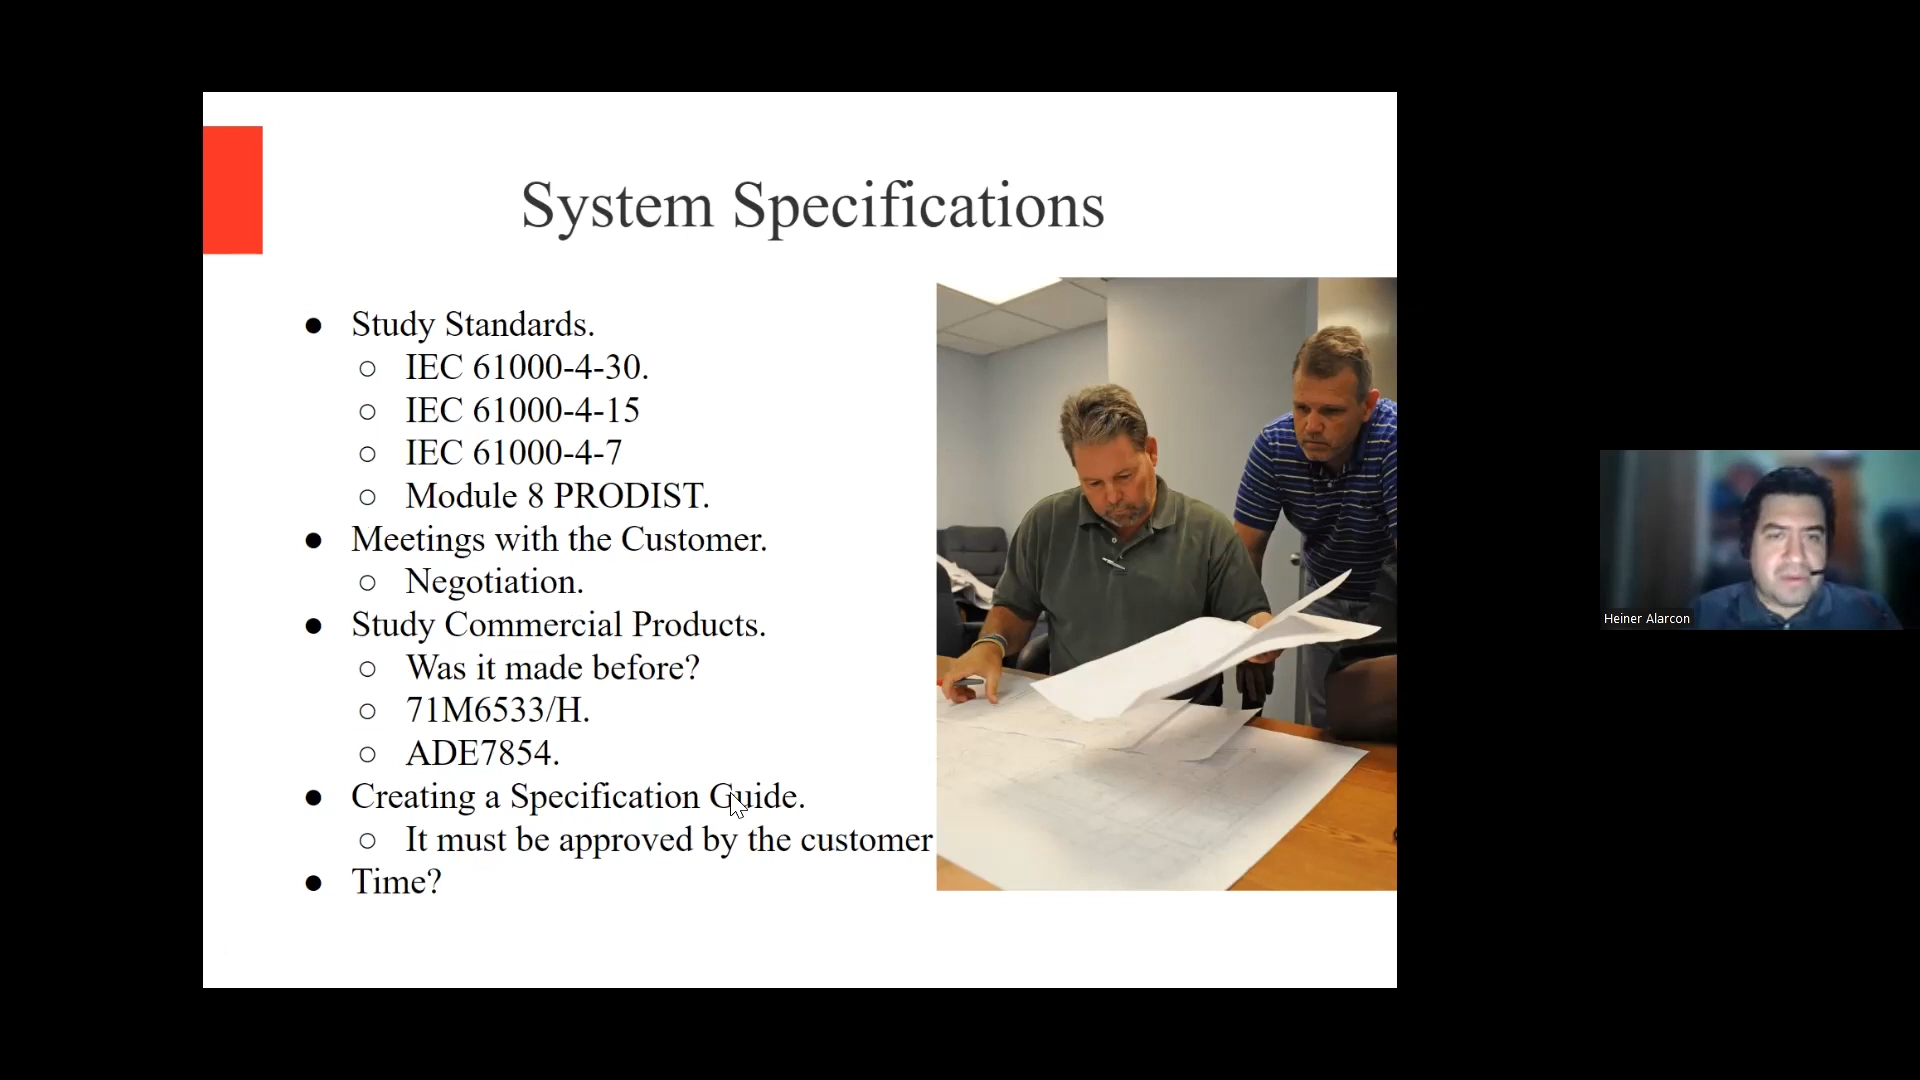 System Specifications
● Study Standards.
○ IEC 61000-4-30.
○ IEC 61000-4-15
○ IEC 61000-4-7
○ Module 8 PRODIST.
● Meetings with the Customer.
○ Negotiation.
● Study Commercial Products.
○ Was it made before?
○ 71M6533/H.
○ ADE7854.
● Creating a Specification Guide.
○ It must be approved by the customer
● Time?
Heiner Alarcon